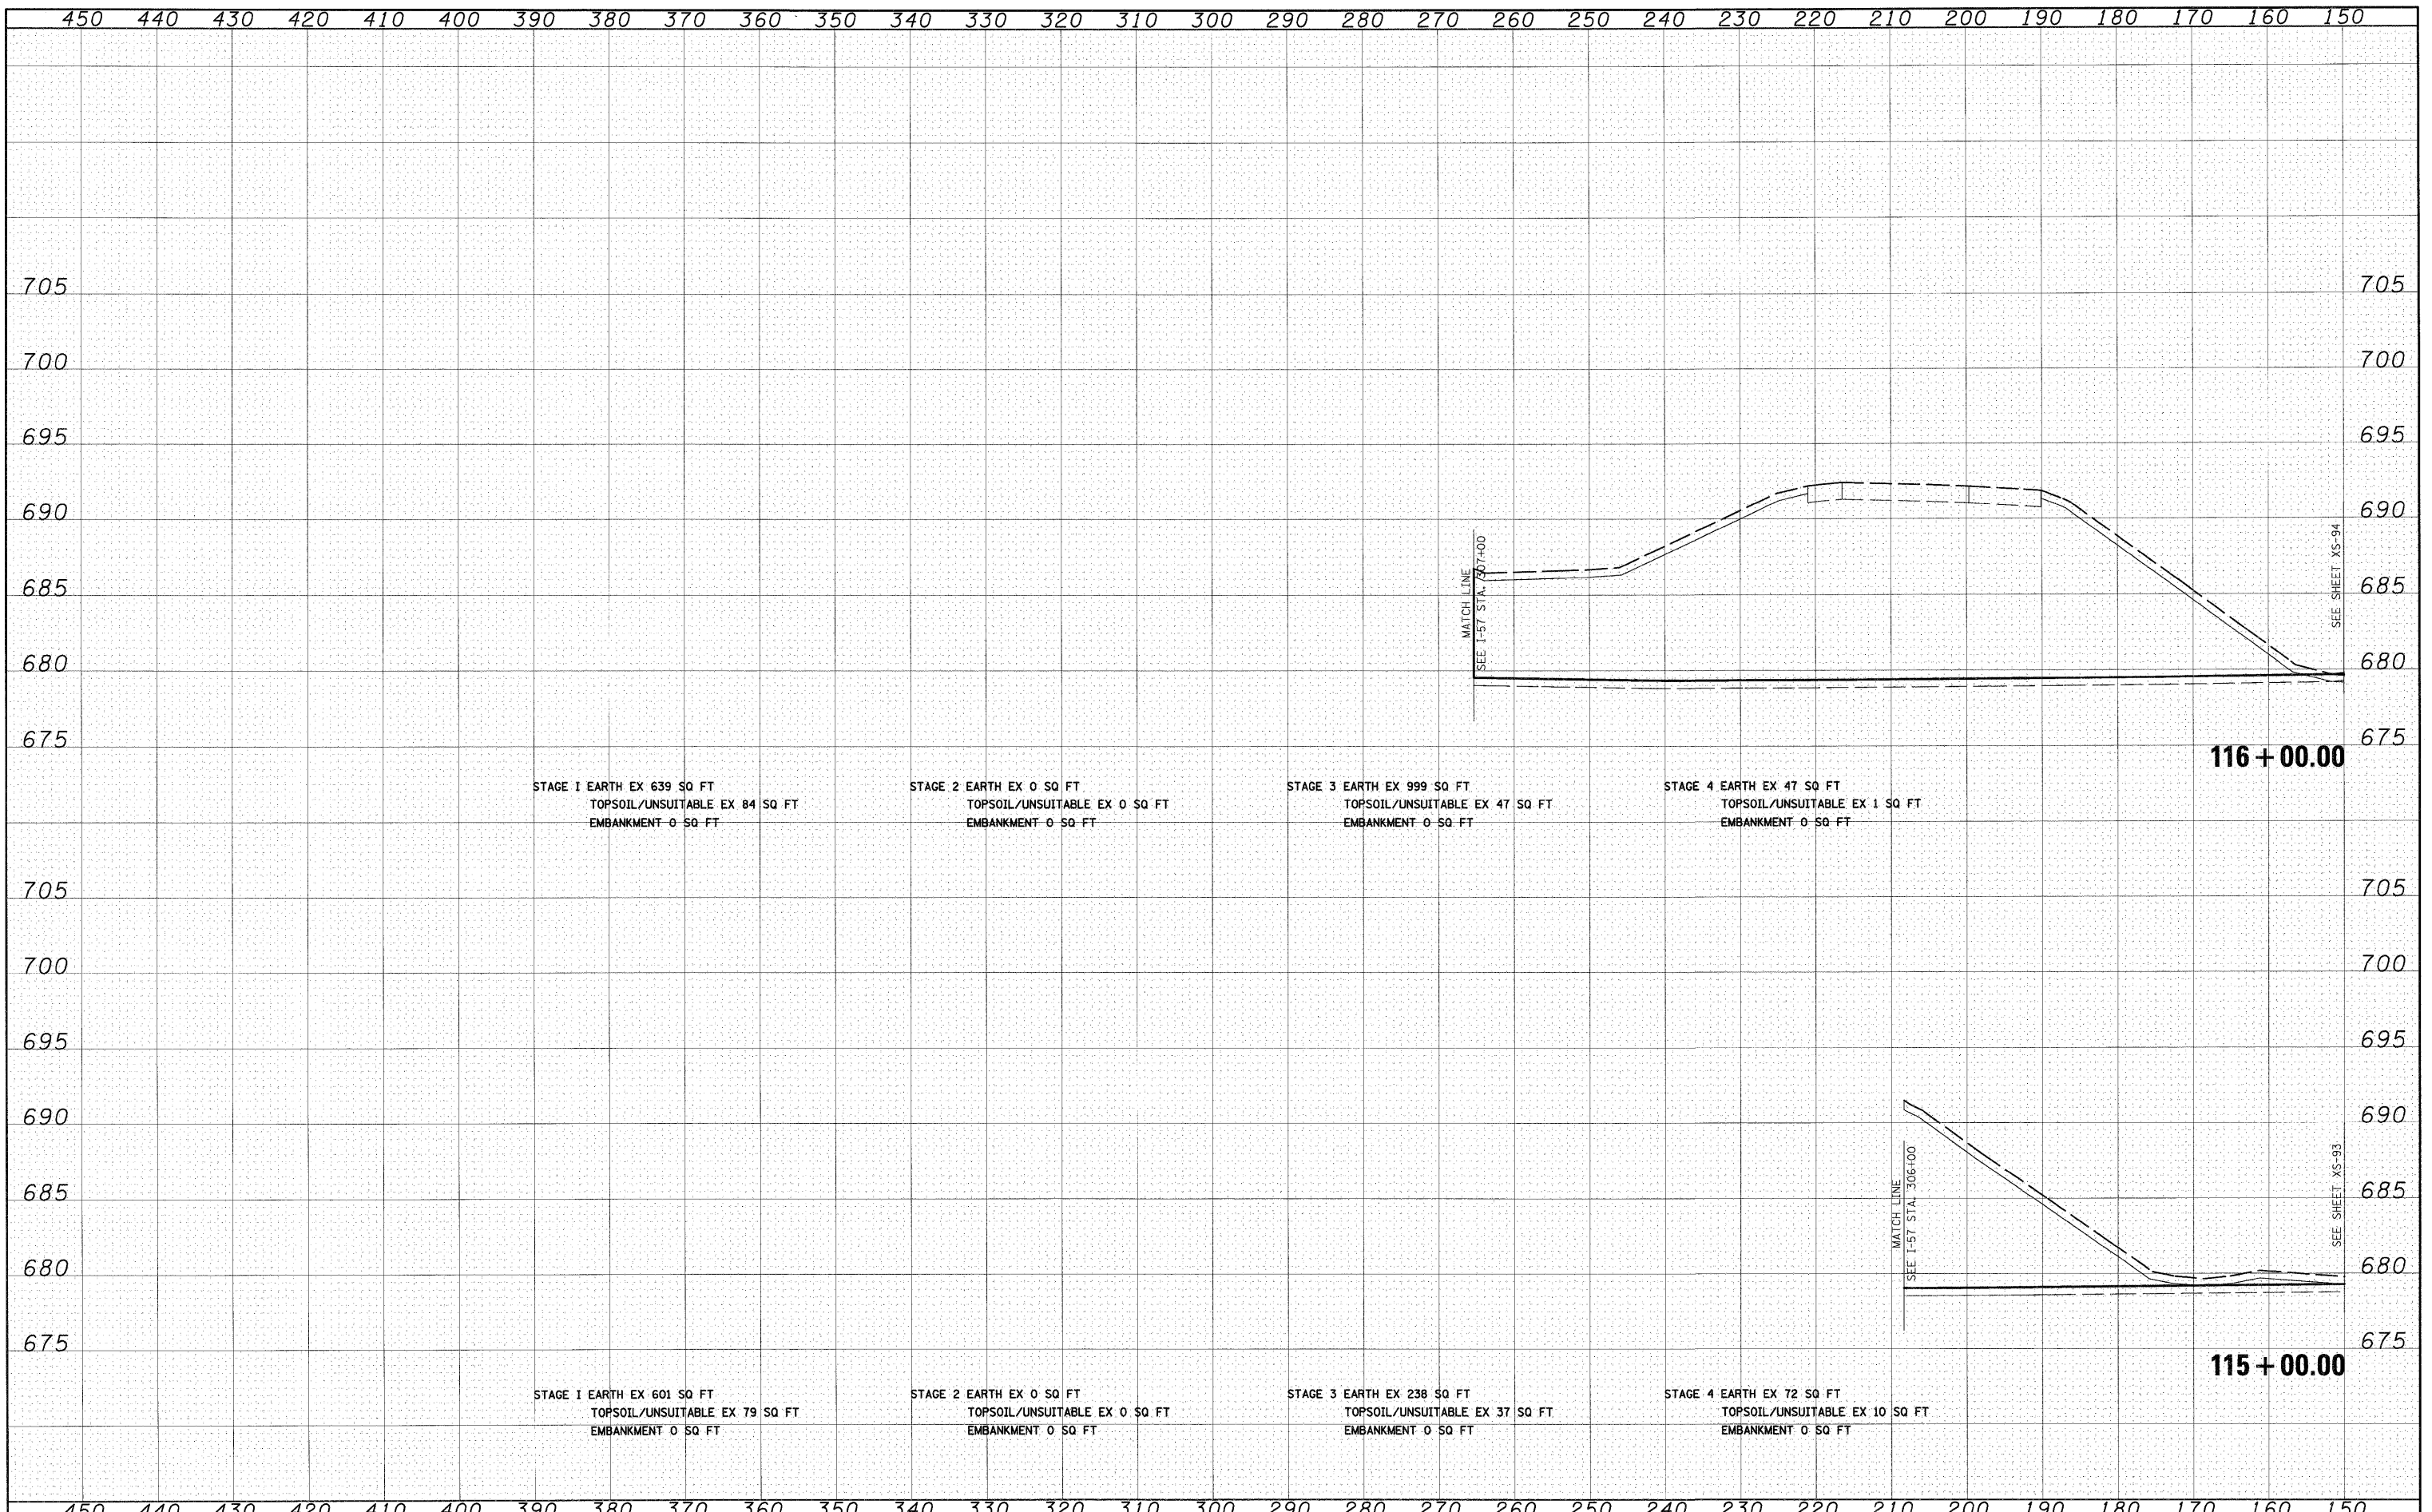 450 440 430 420 410 400 390 380 370 360 350 340 330 320 310 300 290 280 270 260 250 240 230 220 210 200 190 180 170 160 150
705 705
700 700
695 695
690 690
MATCH LINE
SEE I-57 STA. 307+00
SEE SHEET XS-94
685 685
680 680
675 675
116+00.00
STAGE 1 EARTH EX 639 SQ FT
TOPSOIL/UNSUITABLE EX 84 SQ FT
EMBANKMENT 0 SQ FT
STAGE 2 EARTH EX 0 SQ FT
TOPSOIL/UNSUITABLE EX 0 SQ FT
EMBANKMENT 0 SQ FT
STAGE 3 EARTH EX 999 SQ FT
TOPSOIL/UNSUITABLE EX 47 SQ FT
EMBANKMENT 0 SQ FT
STAGE 4 EARTH EX 47 SQ FT
TOPSOIL/UNSUITABLE EX 1 SQ FT
EMBANKMENT 0 SQ FT
705 705
700 700
695 695
690 690
MATCH LINE
SEE I-57 STA. 306+00
SEE SHEET XS-93
685 685
680 680
675 675
115+00.00
STAGE 1 EARTH EX 601 SQ FT
TOPSOIL/UNSUITABLE EX 79 SQ FT
EMBANKMENT 0 SQ FT
STAGE 2 EARTH EX 0 SQ FT
TOPSOIL/UNSUITABLE EX 0 SQ FT
EMBANKMENT 0 SQ FT
STAGE 3 EARTH EX 238 SQ FT
TOPSOIL/UNSUITABLE EX 37 SQ FT
EMBANKMENT 0 SQ FT
STAGE 4 EARTH EX 72 SQ FT
TOPSOIL/UNSUITABLE EX 10 SQ FT
EMBANKMENT 0 SQ FT
450 440 430 420 410 400 390 380 370 360 350 340 330 320 310 300 290 280 270 260 250 240 230 220 210 200 190 180 170 160 150